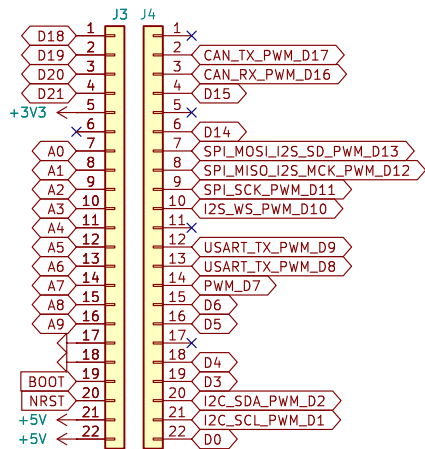 J3 J4
D18 1 1
D19 2 2 CAN_TX_PWM_D17
D20 3 3 CAN_RX_PWM_D16
D21 4 4 D15
+3V3 5 5
6 6 D14
A0 7 7 SPI_MOSI_I2S_SD_PWM_D13
A1 8 8 SPI_MISO_I2S_MCK_PWM_D12
A2 9 9 SPI_SCK_PWM_D11
A3 10 10 I2S_WS_PWM_D10
A4 11 11
A5 12 12 USART_TX_PWM_D9
A6 13 13 USART_TX_PWM_D8
A7 14 14 PWM_D7
A8 15 15 D6
A9 16 16 D5
17 17
18 18 D4
BOOT 19 19 D3
NRST 20 20 I2C_SDA_PWM_D2
+5V 21 21 I2C_SCL_PWM_D1
+5V 22 22 D0